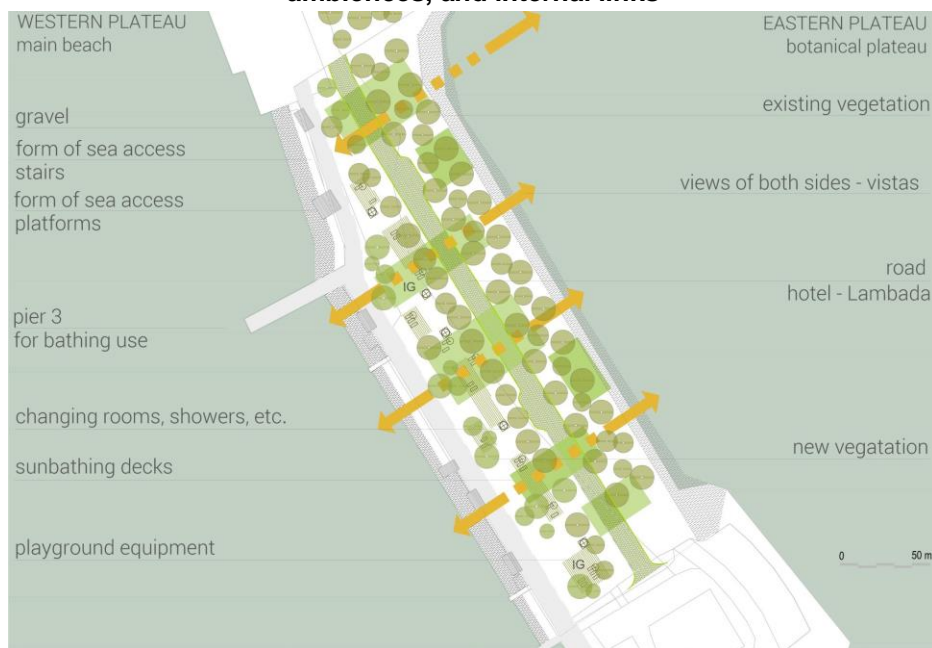 ambiences, and internal links
WESTERN PLATEAU
main beach
gravel
form of sea access
stairs
form of sea access
platforms
pier 3
for bathing use
changing rooms, showers, etc.
sunbathing decks
playground equipment
IG
IG
EASTERN PLATEAU
botanical plateau
existing vegetation
views of both sides - vistas
road
hotel - Lambada
new vegatation
0 50 m